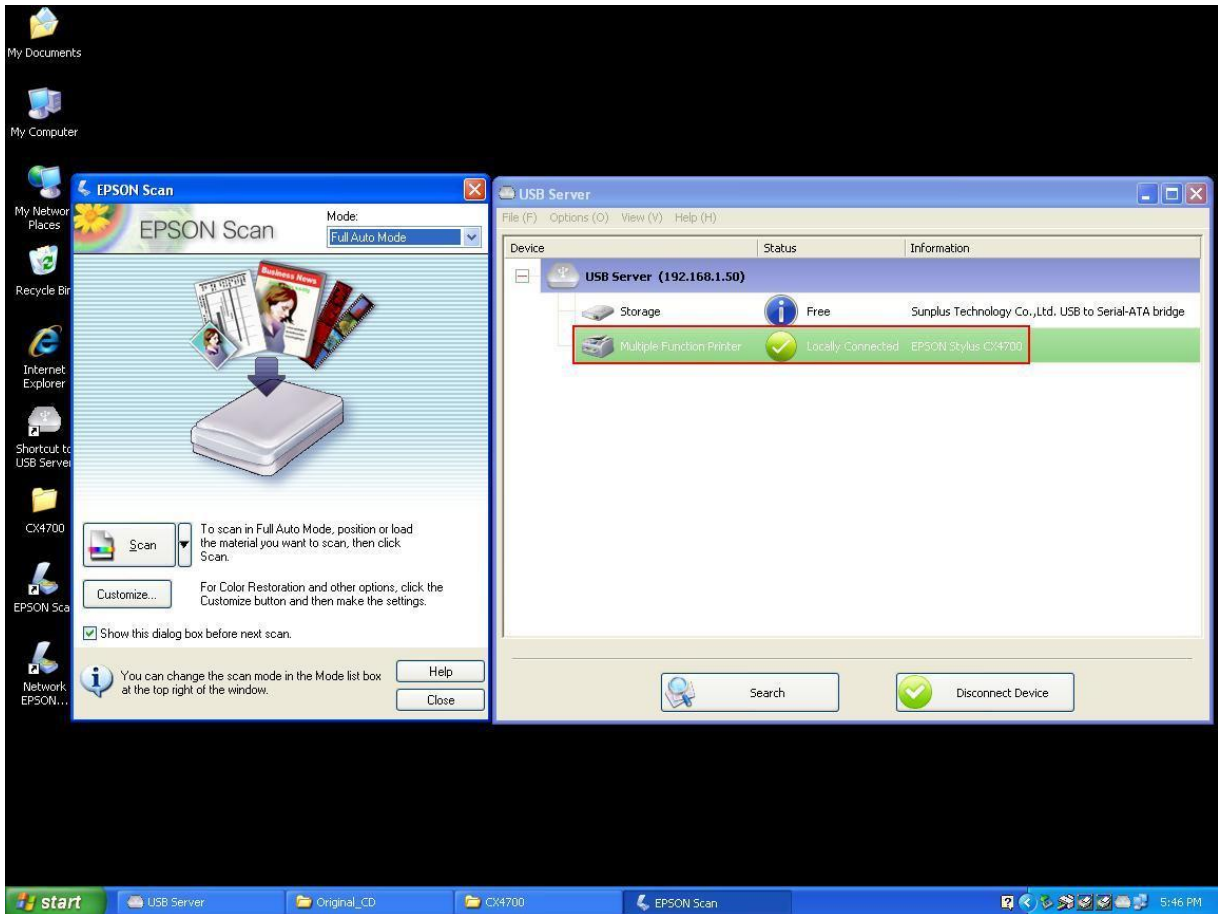 My Documents
My Computer
My Networ
Places
Recycle Bin
Internet
Explorer
Shortcut to
USB Server
CX4700
EPSON Sca
Network
EPSON...
EPSON Scan
EPSON Scan
Mode:
Full Auto Mode
Business News
Scan
To scan in Full Auto Mode, position or load
the material you want to scan, then click
Scan.
Customize...
For Color Restoration and other options, click the
Customize button and then make the settings.
Show this dialog box before next scan.
You can change the scan mode in the Mode list box
at the top right of the window.
Help
Close
USB Server
File (F) Options (O) View (V) Help (H)
Device Status Information
USB Server (192.168.1.50)
Storage Free Sunplus Technology Co.,Ltd. USB to Serial-ATA bridge
Multiple Function Printer Locally Connected EPSON Stylus CX4700
Search
Disconnect Device
start USB Server Original_CD CX4700 EPSON Scan 5:46 PM